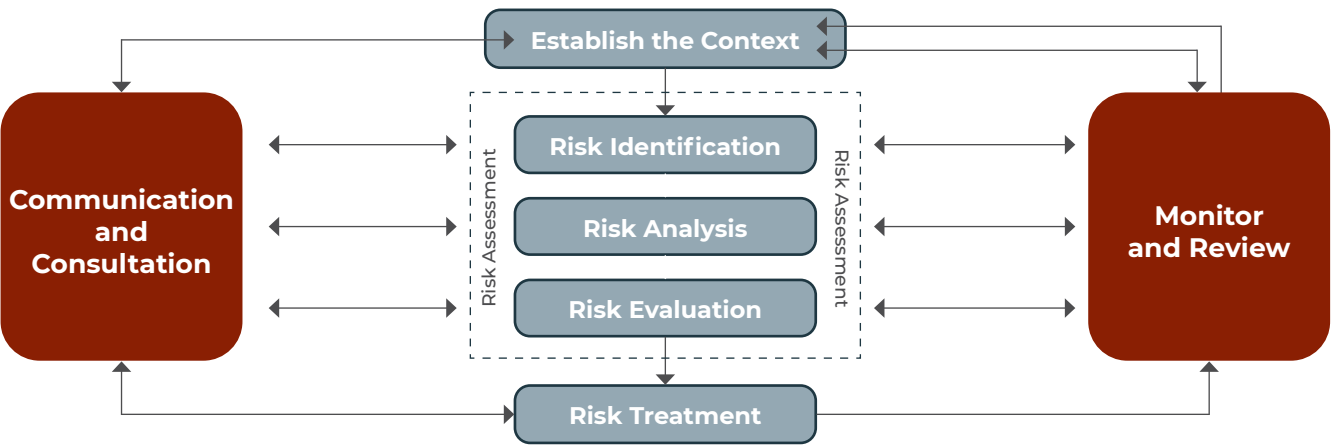 Establish the Context
Communication
and
Consultation
Risk Assessment
Risk Identification
Risk Analysis
Risk Evaluation
Risk Assessment
Monitor
and Review
Risk Treatment